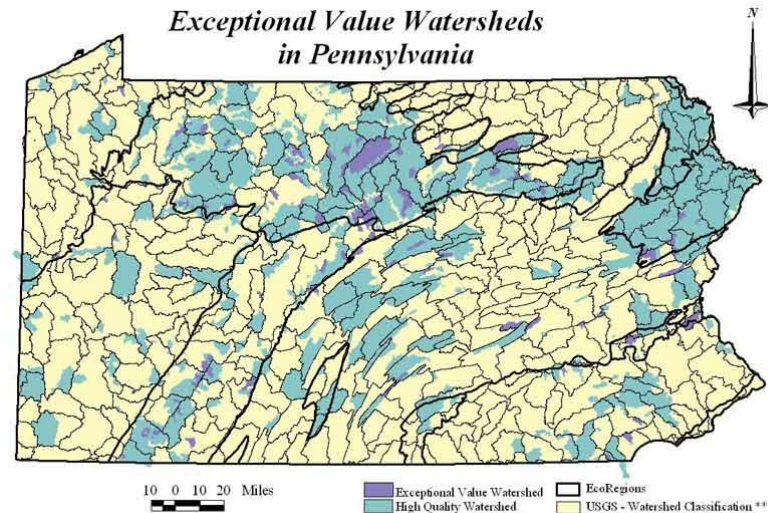 Exceptional Value Watersheds
in Pennsylvania
N
10 0 10 20 Miles
Exceptional Value Watershed
High Quality Watershed
EcoRegions
USGS - Watershed Classification **